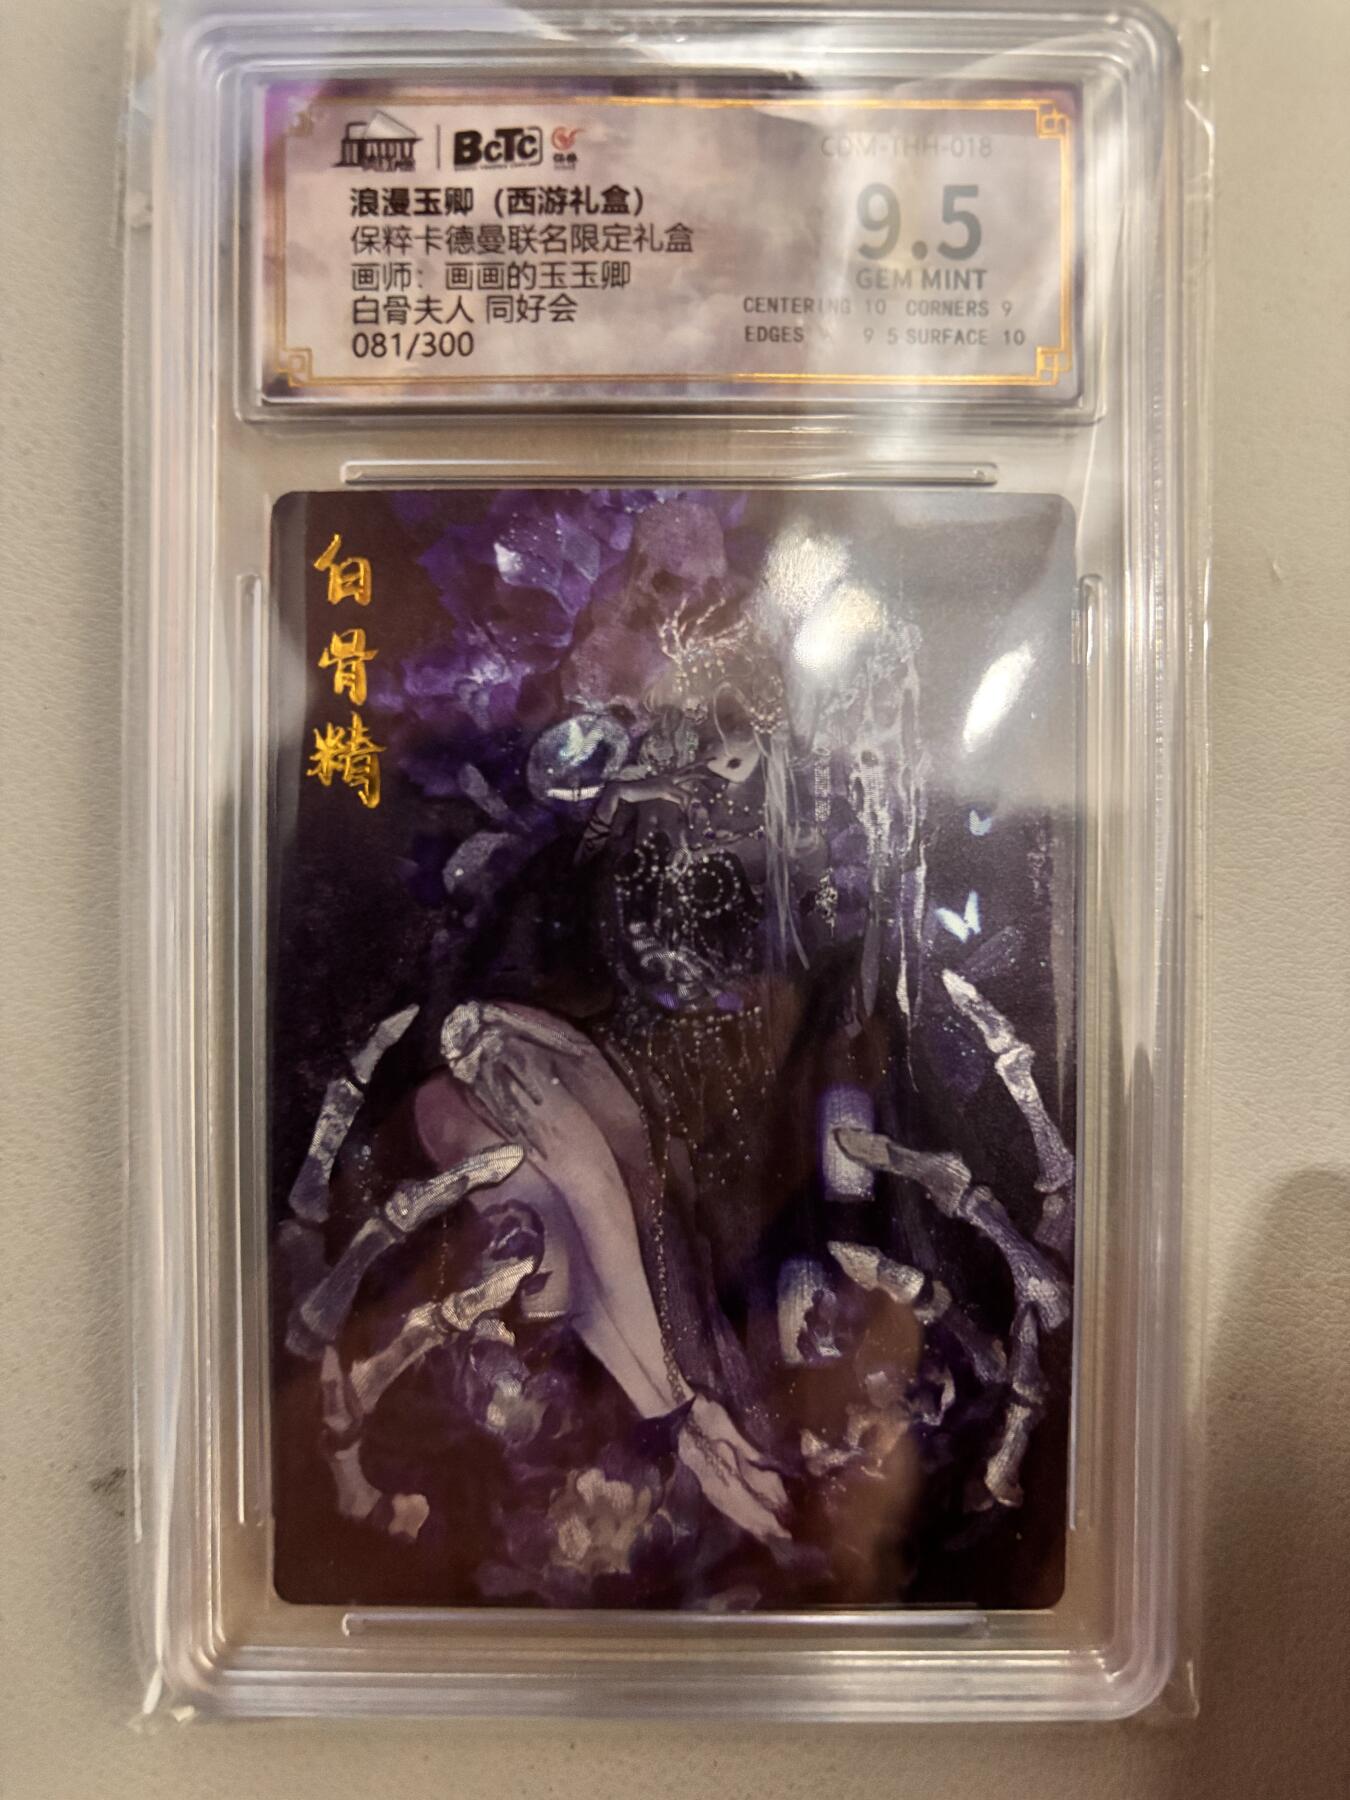 BCTC
CDM-THH-018
浪漫玉卿（西游礼盒）
保粹卡德曼联名限定礼盒
画师：画画的玉玉卿
白骨夫人 同好会
081/300
9.5
GEM MINT
CENTERING 10 CORNERS 9
EDGES 9 5 SURFACE 10
白骨精